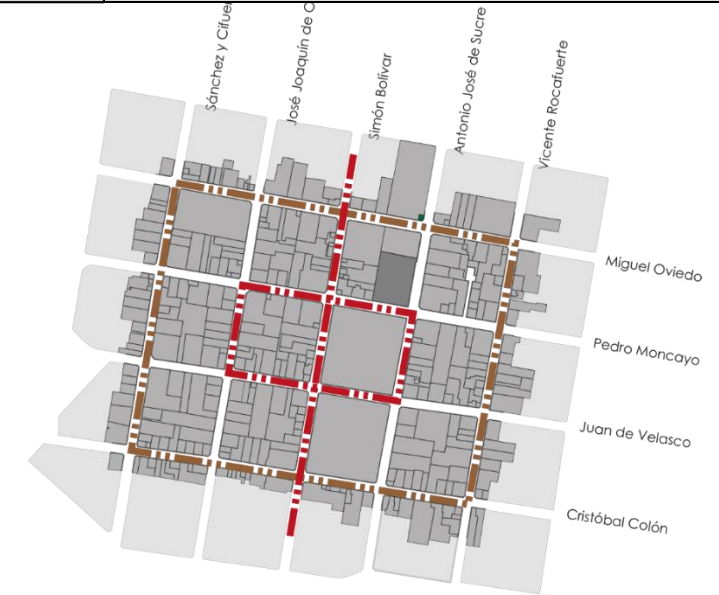 Sánchez y Cifue
José Joaquín de O
Simón Bolívar
Antonio José de Sucre
Vicente Rocafuerte
Miguel Oviedo
Pedro Moncayo
Juan de Velasco
Cristóbal Colón